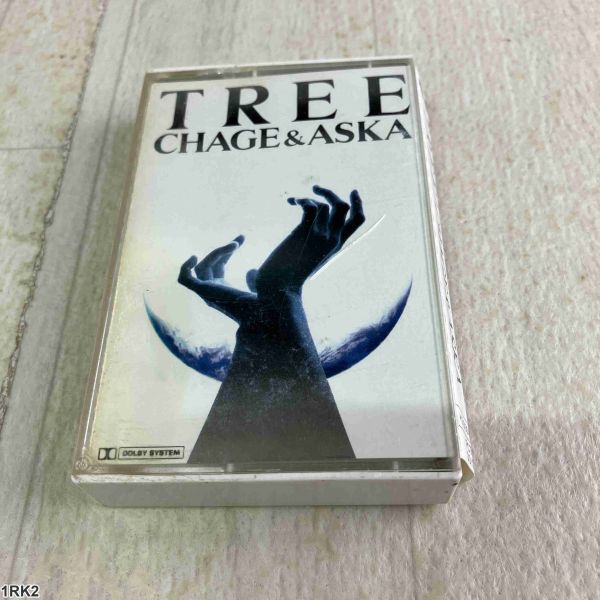 TREE
CHAGE&ASKA
DOLBY SYSTEM
1RK2